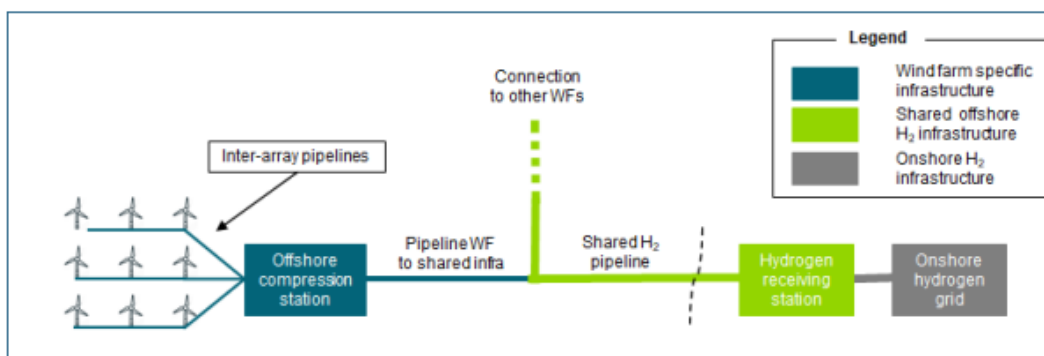 Legend
Wind farm specific
infrastructure
Shared offshore
H₂ infrastructure
Onshore H₂
infrastructure
Connection
to other WFs
Inter-array pipelines
Offshore
compression
station
Pipeline WF
to shared infra
Shared H₂
pipeline
Hydrogen
receiving
station
Onshore
hydrogen
grid